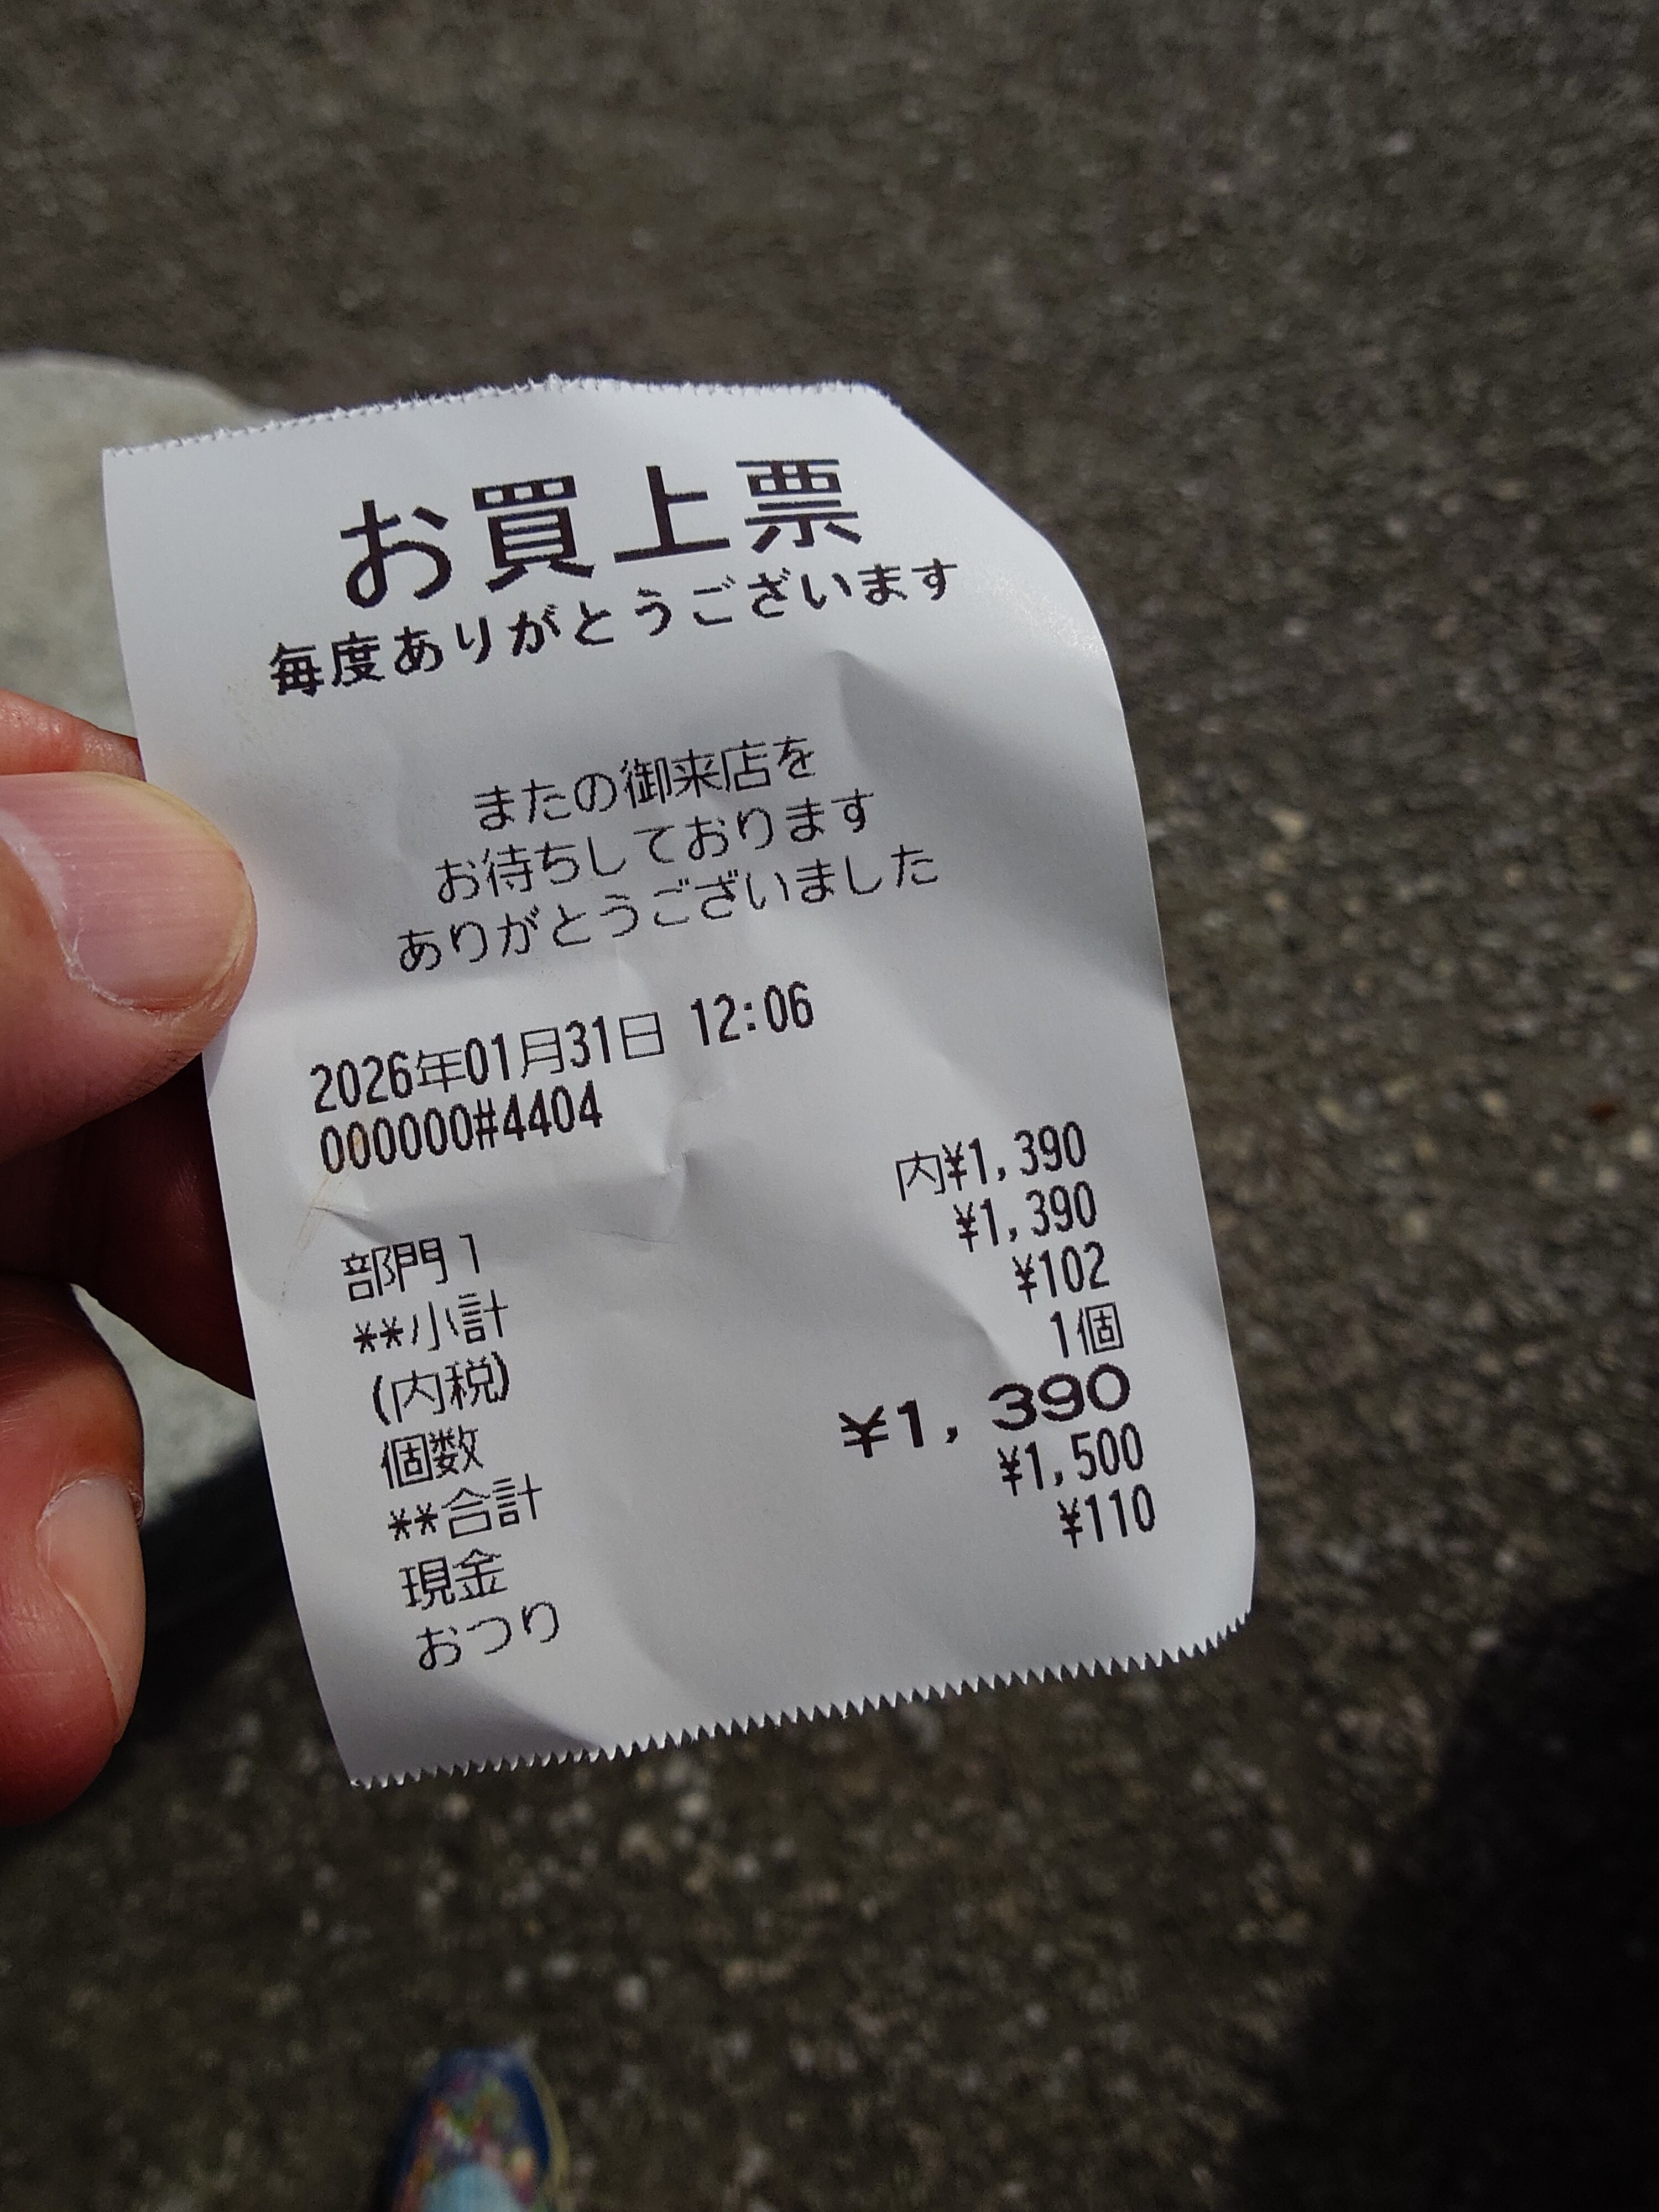 お買上票
毎度ありがとうございます
またの御来店を
お待ちしております
ありがとうございました
2026年01月31日 12:06
000000#4404
部門1 内¥1,390
**小計 ¥1,390
(内税) ¥102
個数 1個
**合計 ¥1,390
現金 ¥1,500
おつり ¥110